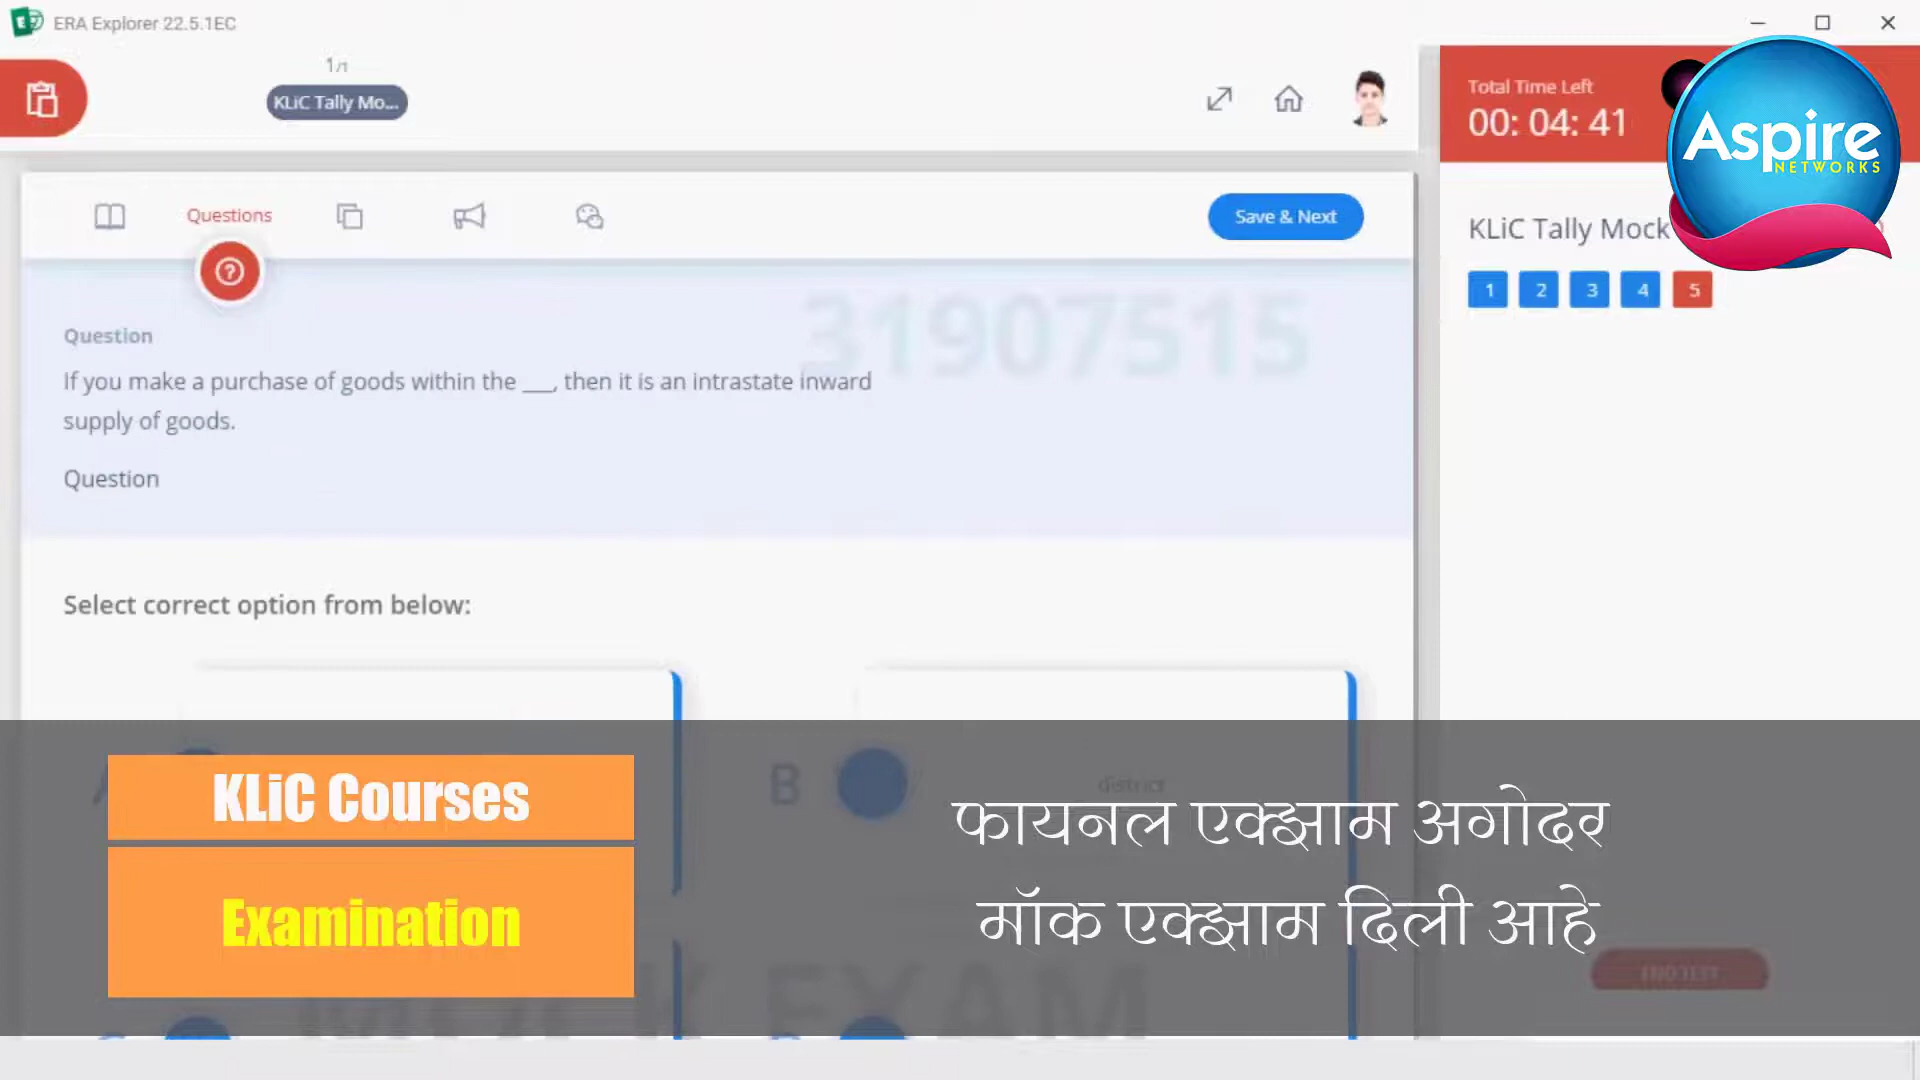 ERA Explorer 22.5.1EC
1/1
KLiC Tally Mo...
Total Time Left
00: 04: 41
Aspire
NETWORKS
Questions
Save & Next
KLiC Tally Mock
1 2 3 4 5
31907515
Question
If you make a purchase of goods within the ___, then it is an intrastate inward
supply of goods.
Question
Select correct option from below:
B
district
KLiC Courses
Examination
फायनल एक्झाम अगोदर
मॉक एक्झाम दिली आहे
EXAM